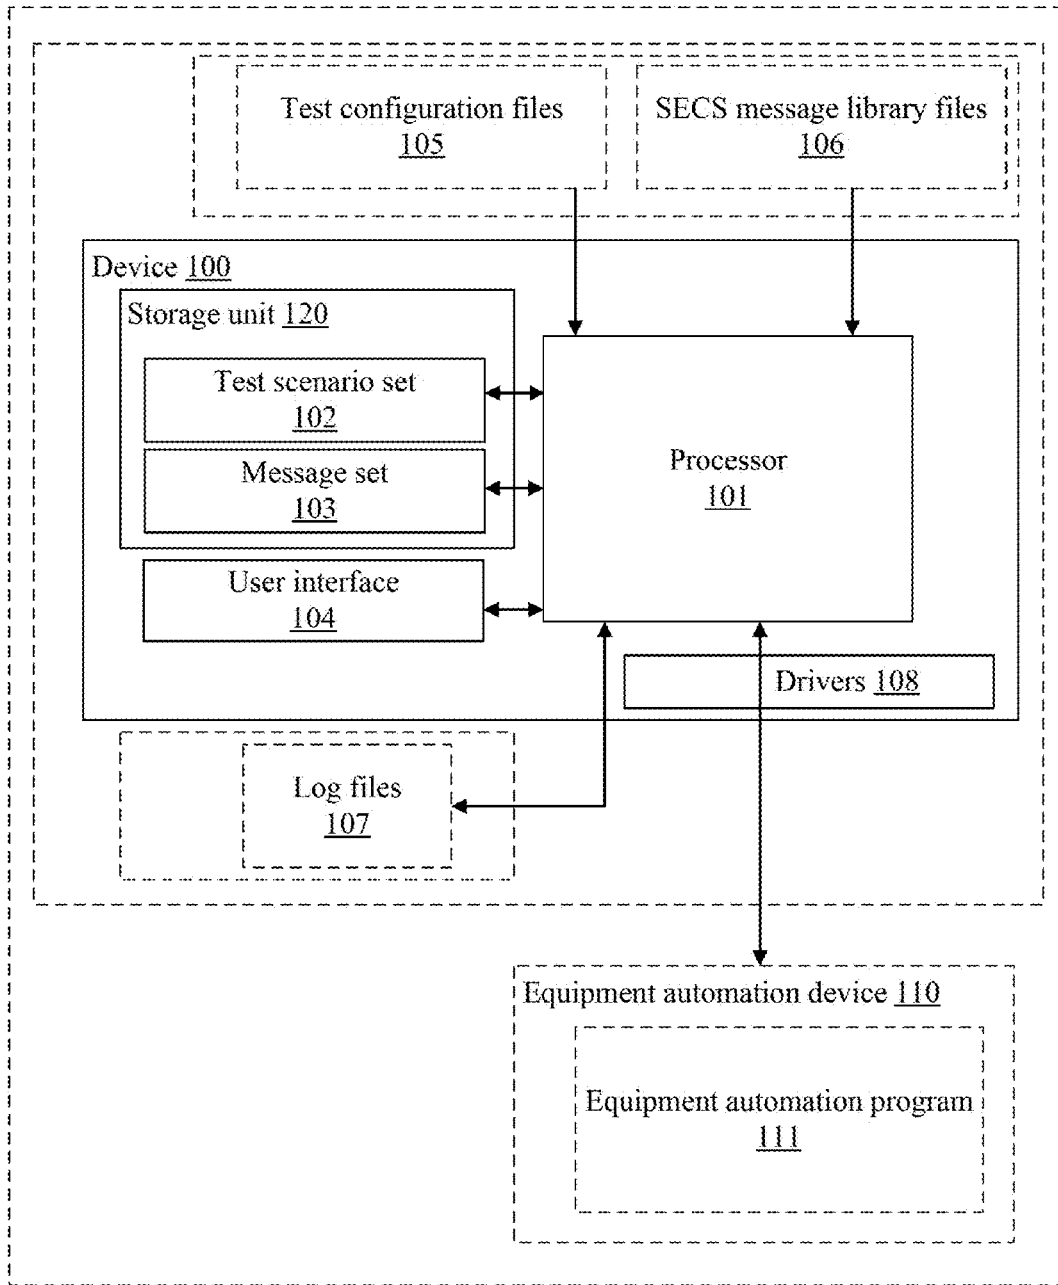 Test configuration files
105
SECS message library files
106
Device 100
Storage unit 120
Test scenario set
102
Message set
103
User interface
104
Processor
101
Drivers 108
Log files
107
Equipment automation device 110
Equipment automation program
111